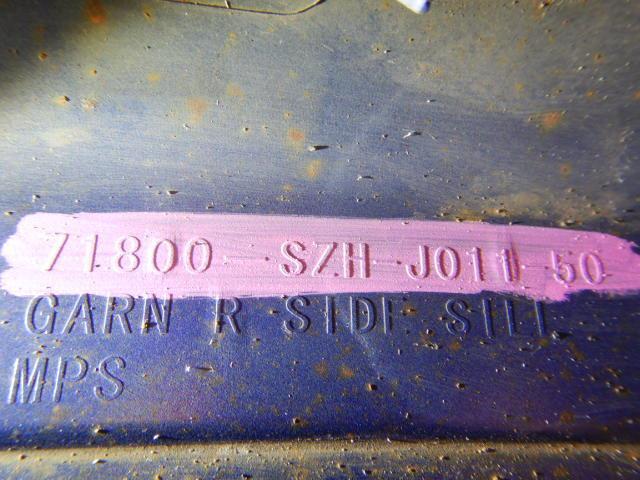 71800 SZH-J011-50
GARN R SIDE SILL
MPS